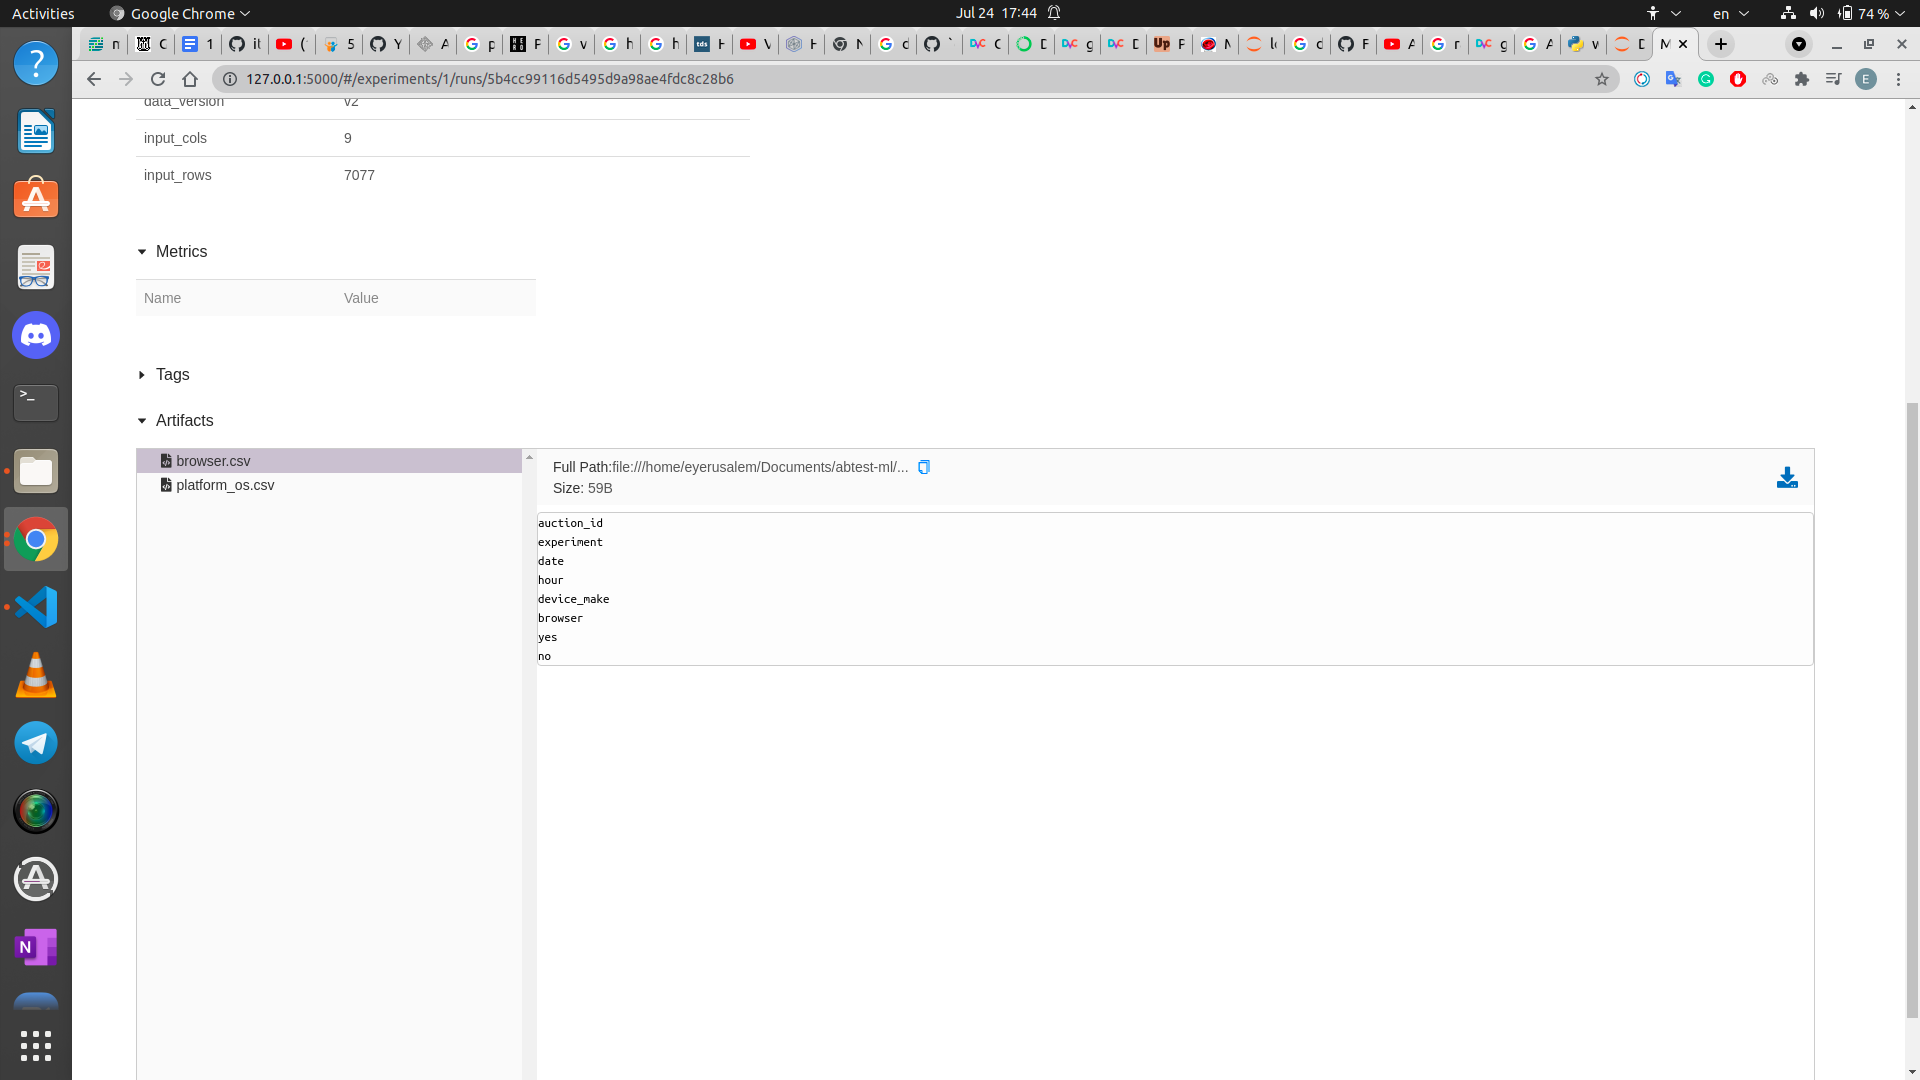 Activities
Google Chrome
Jul 24 17:44
en
74 %
127.0.0.1:5000/#/experiments/1/runs/5b4cc99116d5495d9a98ae4fdc8c28b6
data_version v2
input_cols 9
input_rows 7077
Metrics
Name Value
Tags
Artifacts
browser.csv
platform_os.csv
Full Path:file:///home/eyerusalem/Documents/abtest-ml/...
Size: 59B
auction_id
experiment
date
hour
device_make
browser
yes
no